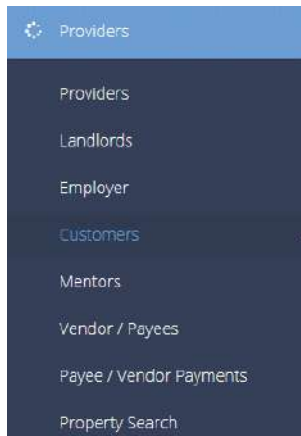 Providers
Providers
Landlords
Employer
Customers
Mentors
Vendor / Payees
Payee / Vendor Payments
Property Search